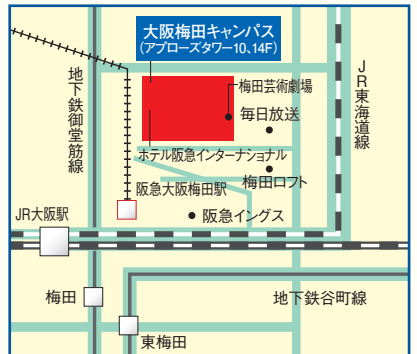 大阪梅田キャンパス
(アプローズタワー10、14F)
地下鉄御堂筋線
JR東海道線
梅田芸術劇場
毎日放送
ホテル阪急インターナショナル
阪急大阪梅田駅
梅田ロフト
JR大阪駅
阪急イングス
梅田
地下鉄谷町線
東梅田